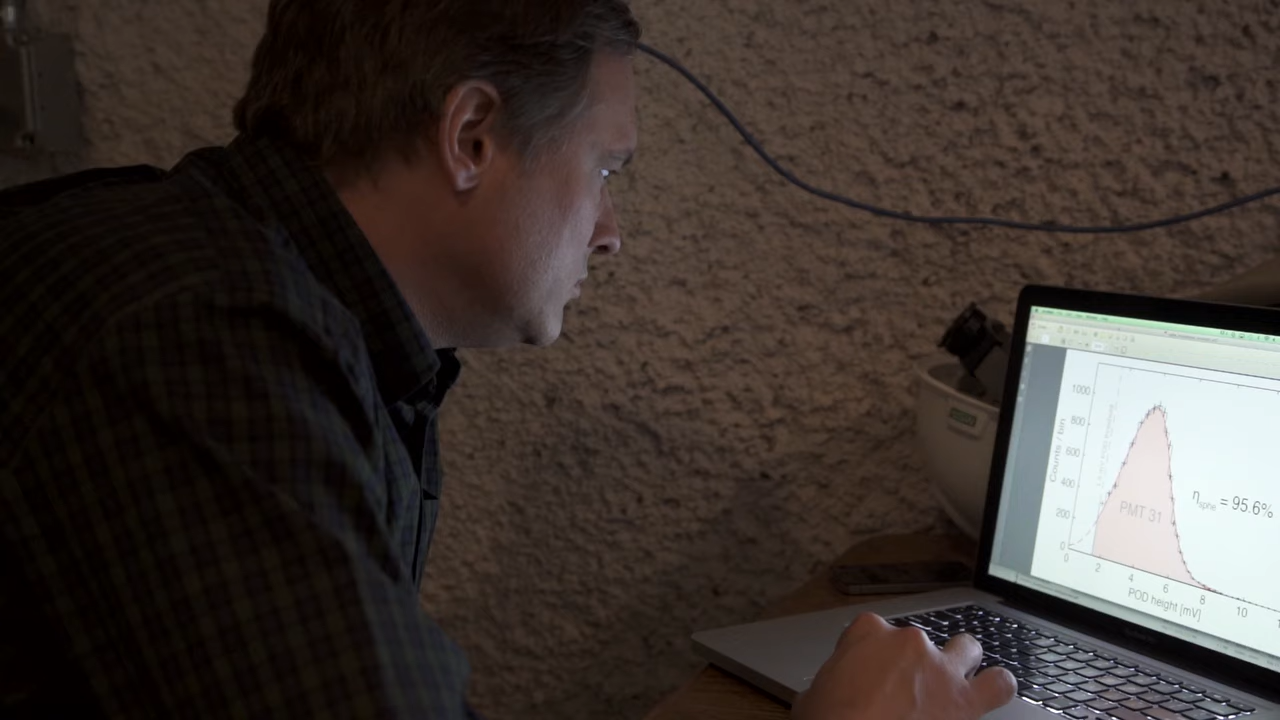 1000
800
600
400
200
0
Counts / bin
PMT 31
η_sphe = 95.6%
0 2 4 6 8 10
POD height [mV]